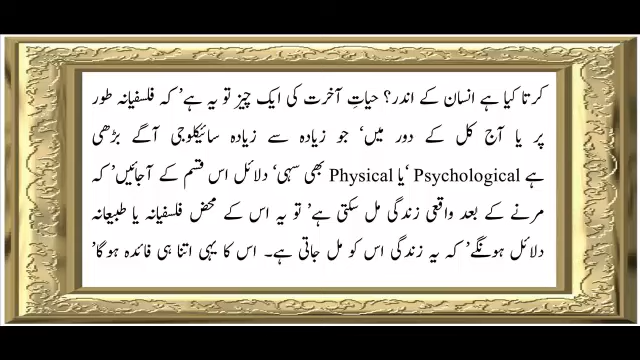 کرتا کیا ہے انسان کے اندر؟ حیاتِ آخرت کی ایک چیز تو یہ ہے’ کہ فلسفیانہ طور
پر یا آج کل کے دور میں‘ جو زیادہ سے زیادہ سائیکلوجی آگے بڑھی
ہے Psychological ‘یا Physical بھی سہی‘ دلائل اس قسم کے آجائیں’ کہ
مرنے کے بعد واقعی زندگی مل سکتی ہے’ تو یہ اس کے محض فلسفیانہ یا طبیعانہ
دلائل ہونگے’ کہ یہ زندگی اس کو مل جاتی ہے۔ اس کا یہی اتنا ہی فائدہ ہوگا’